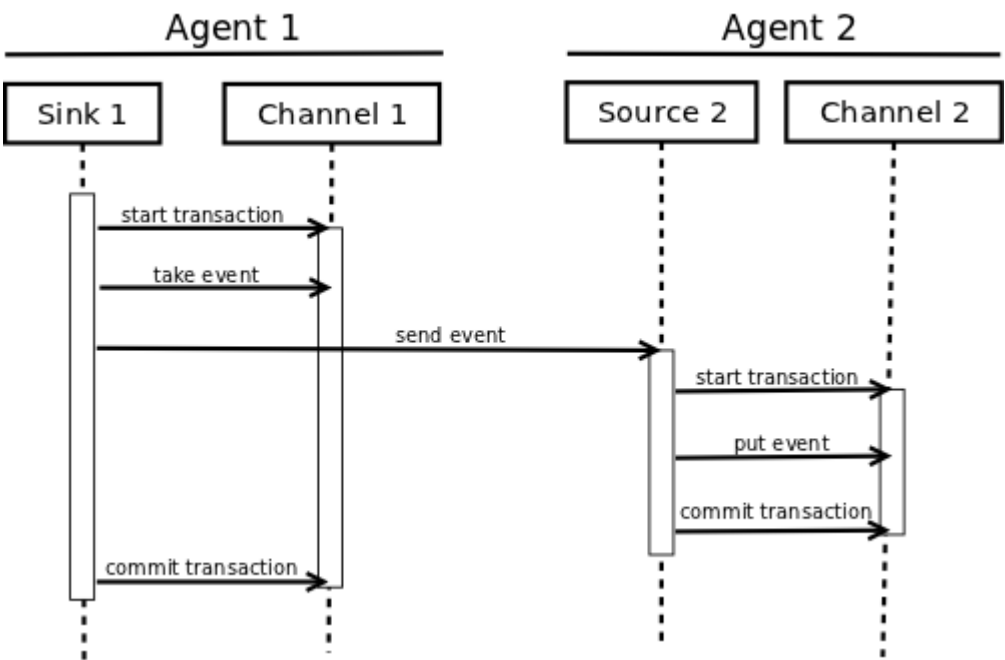 Agent 1
Agent 2
Sink 1
Channel 1
Source 2
Channel 2
start transaction
take event
send event
start transaction
put event
commit transaction
commit transaction